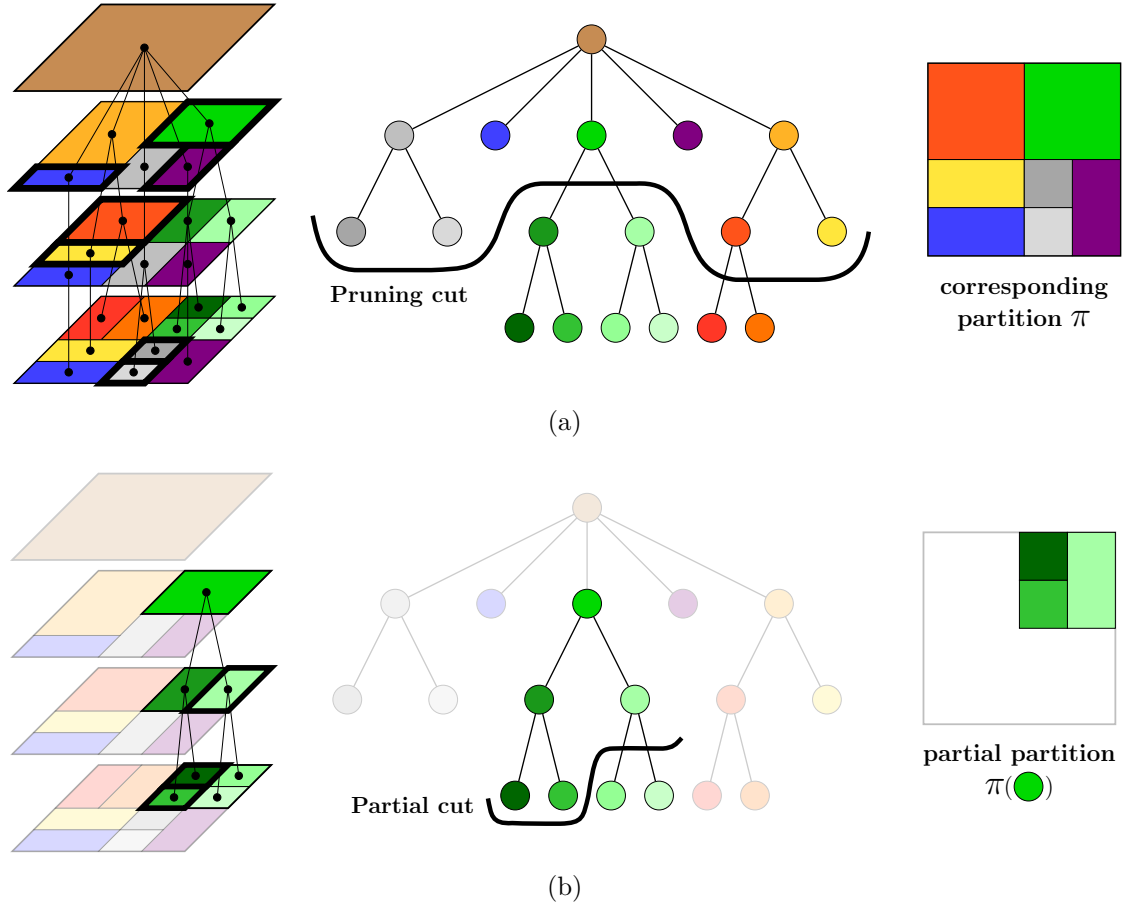 Pruning cut
corresponding
partition π
(a)
Partial cut
partial partition
π( )
(b)